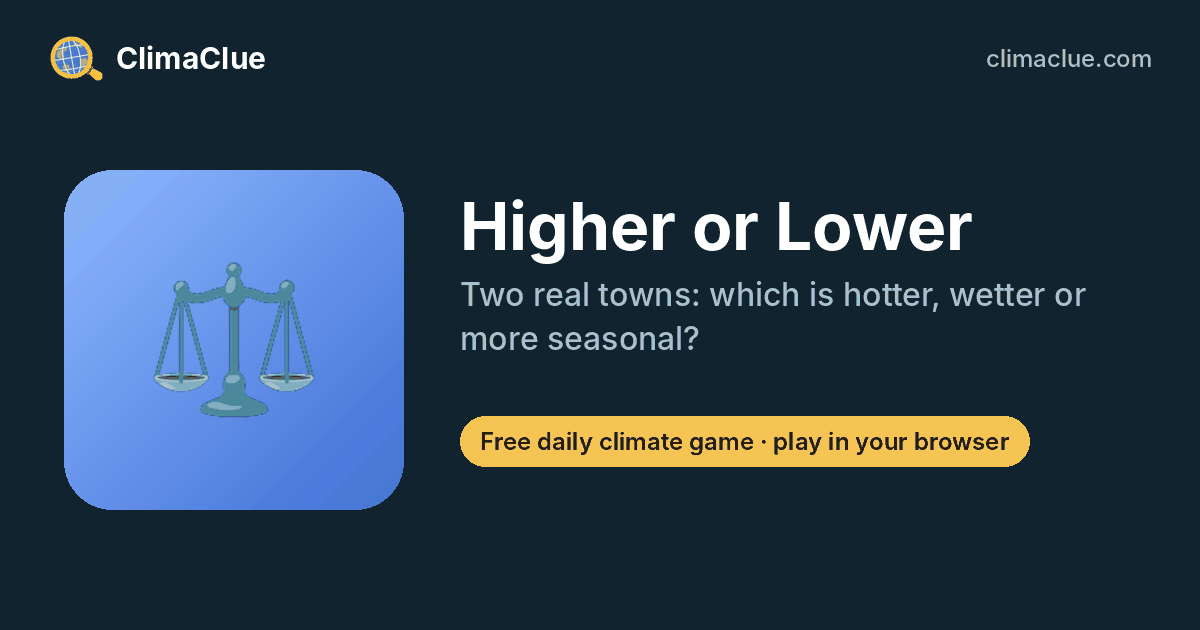 ClimaClue
climaclue.com
Higher or Lower
Two real towns: which is hotter, wetter or
more seasonal?
Free daily climate game · play in your browser